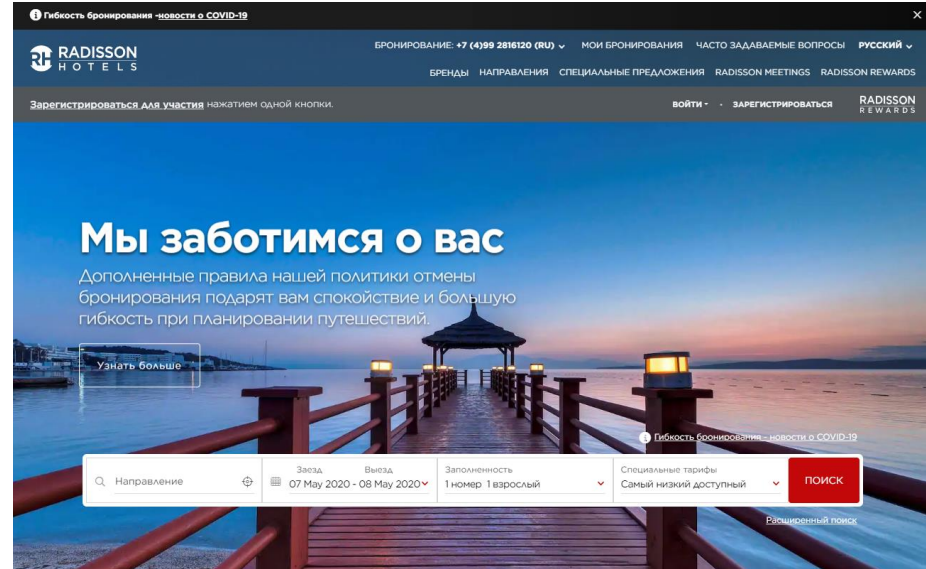 Гибкость бронирования -новости о COVID-19
RADISSON
HOTELS
БРОНИРОВАНИЕ: +7 (4)99 2816120 (RU) МОИ БРОНИРОВАНИЯ ЧАСТО ЗАДАВАЕМЫЕ ВОПРОСЫ РУССКИЙ
БРЕНДЫ НАПРАВЛЕНИЯ СПЕЦИАЛЬНЫЕ ПРЕДЛОЖЕНИЯ RADISSON MEETINGS RADISSON REWARDS
Зарегистрироваться для участия нажатием одной кнопки.
ВОЙТИ · ЗАРЕГИСТРИРОВАТЬСЯ
RADISSON
REWARDS
Мы заботимся о вас
Дополненные правила нашей политики отмены
бронирования подарят вам спокойствие и большую
гибкость при планировании путешествий.
Узнать больше
Гибкость бронирования - новости о COVID-19
Направление
Заезд Выезд
07 May 2020 - 08 May 2020
Заполненность
1 номер 1 взрослый
Специальные тарифы
Самый низкий доступный
ПОИСК
Расширенный поиск